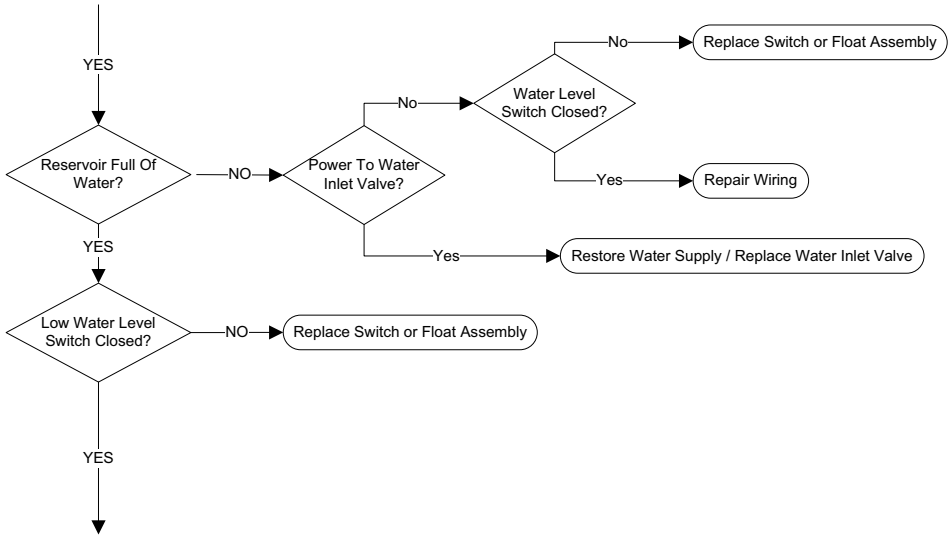 YES
Reservoir Full Of
Water?
NO
Power To Water
Inlet Valve?
No
Water Level
Switch Closed?
No
Replace Switch or Float Assembly
Yes
Repair Wiring
Yes
Restore Water Supply / Replace Water Inlet Valve
YES
Low Water Level
Switch Closed?
NO
Replace Switch or Float Assembly
YES